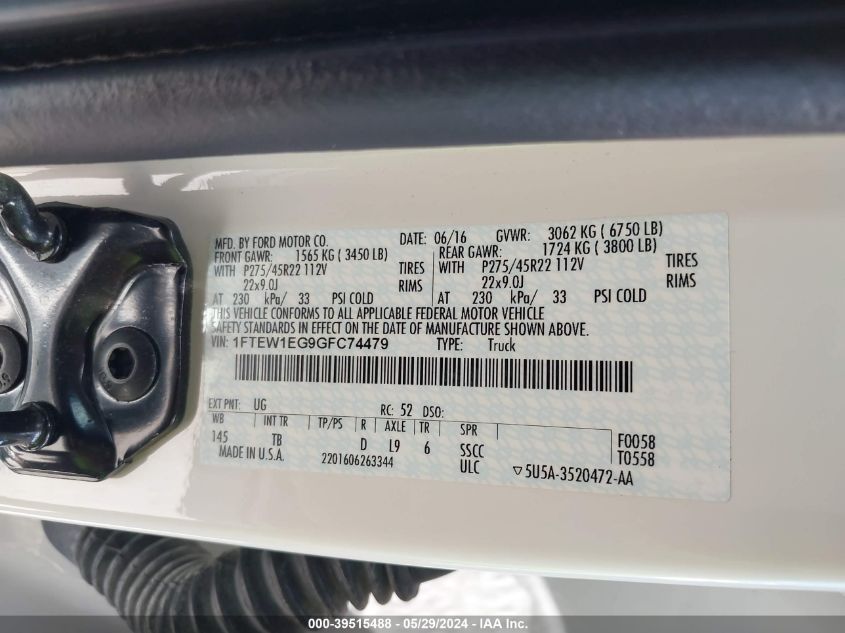 MFD. BY FORD MOTOR CO. DATE: 06/16 GVWR: 3062 KG ( 6750 LB)
FRONT GAWR: 1565 KG ( 3450 LB) REAR GAWR: 1724 KG ( 3800 LB)
WITH P275/45R22 112V TIRES WITH P275/45R22 112V TIRES
22x9.0J RIMS 22x9.0J RIMS
AT 230 kPa/ 33 PSI COLD AT 230 kPa/ 33 PSI COLD
THIS VEHICLE CONFORMS TO ALL APPLICABLE FEDERAL MOTOR VEHICLE
SAFETY STANDARDS IN EFFECT ON THE DATE OF MANUFACTURE SHOWN ABOVE.
VIN: 1FTEW1EG9GFC74479 TYPE: Truck
EXT PNT: UG RC: 52 DSO:
WB INT TR TP/PS R AXLE TR SPR
145 TB D L9 6 SSCC F0058
MADE IN U.S.A. 2201606263344 ULC ▽5U5A-3520472-AA T0558
000-39515488 - 05/29/2024 - IAA Inc.